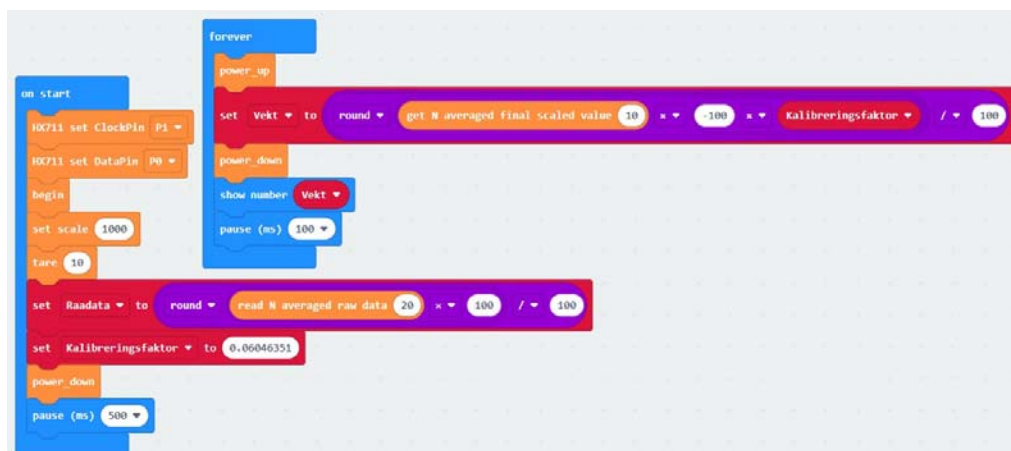 on start
HX711 set ClockPin P1
HX711 set DataPin P0
begin
set scale 1000
tare 10
set Raadata to round read N averaged raw data 20 × 100 / 100
set Kalibreringsfaktor to 0.06046351
power_down
pause (ms) 500
forever
power_up
set Vekt to round get N averaged final scaled value 10 × -100 × Kalibreringsfaktor / 100
power_down
show number Vekt
pause (ms) 100